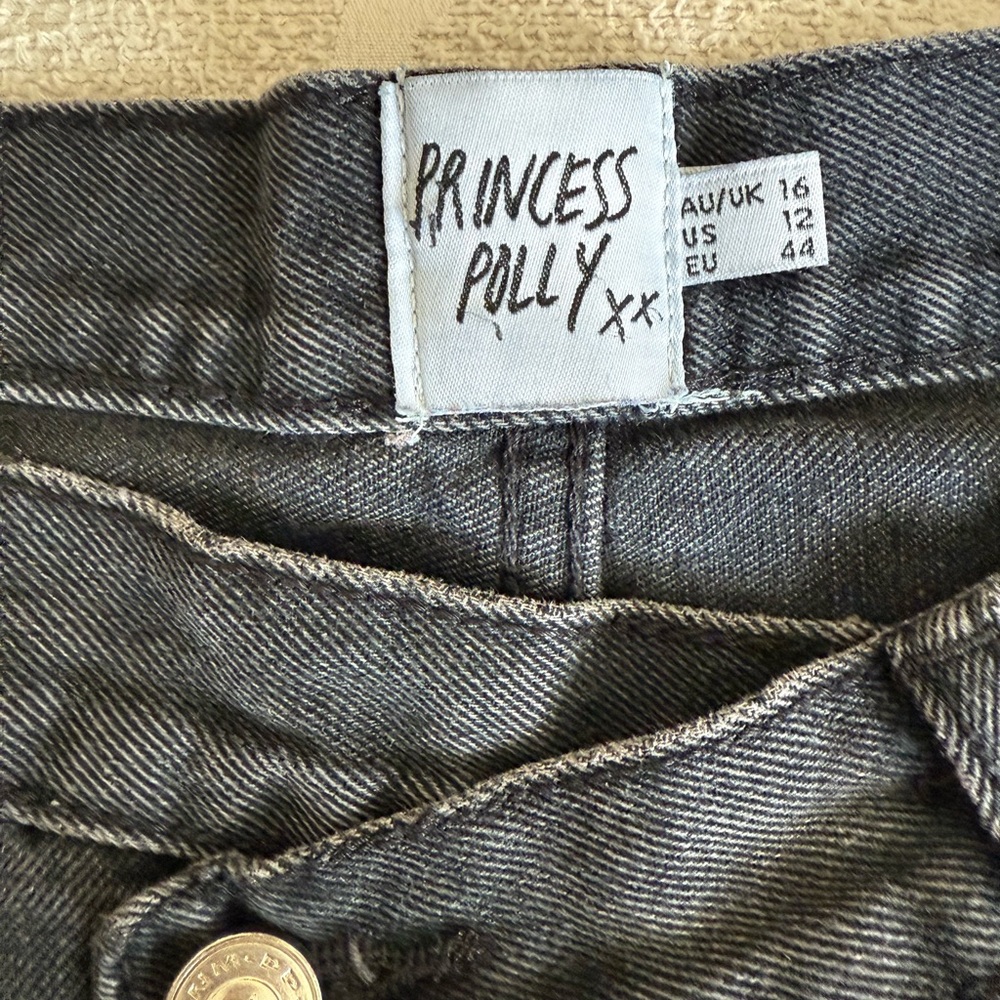 PRINCESS
POLLY xx
AU/UK 16
US 12
EU 44